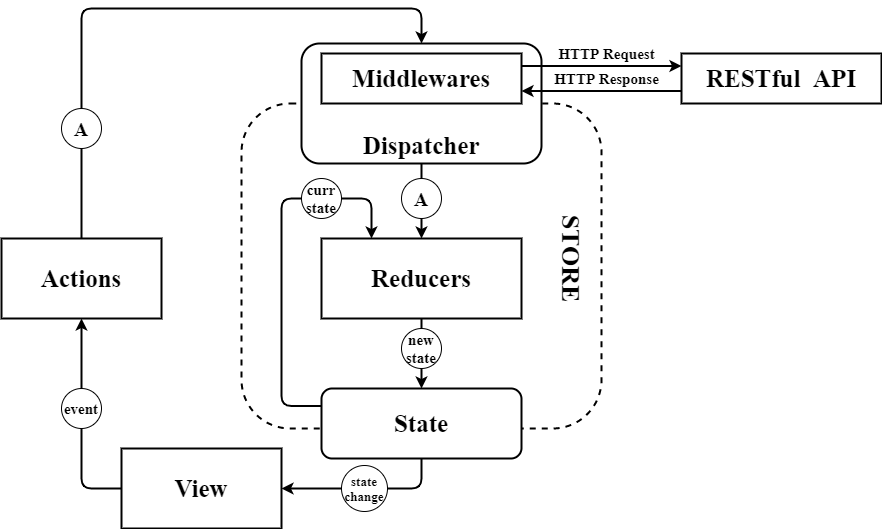 HTTP Request
Middlewares
HTTP Response
RESTful API
A
Dispatcher
curr
state
A
STORE
Actions
Reducers
new
state
event
State
View
state
change